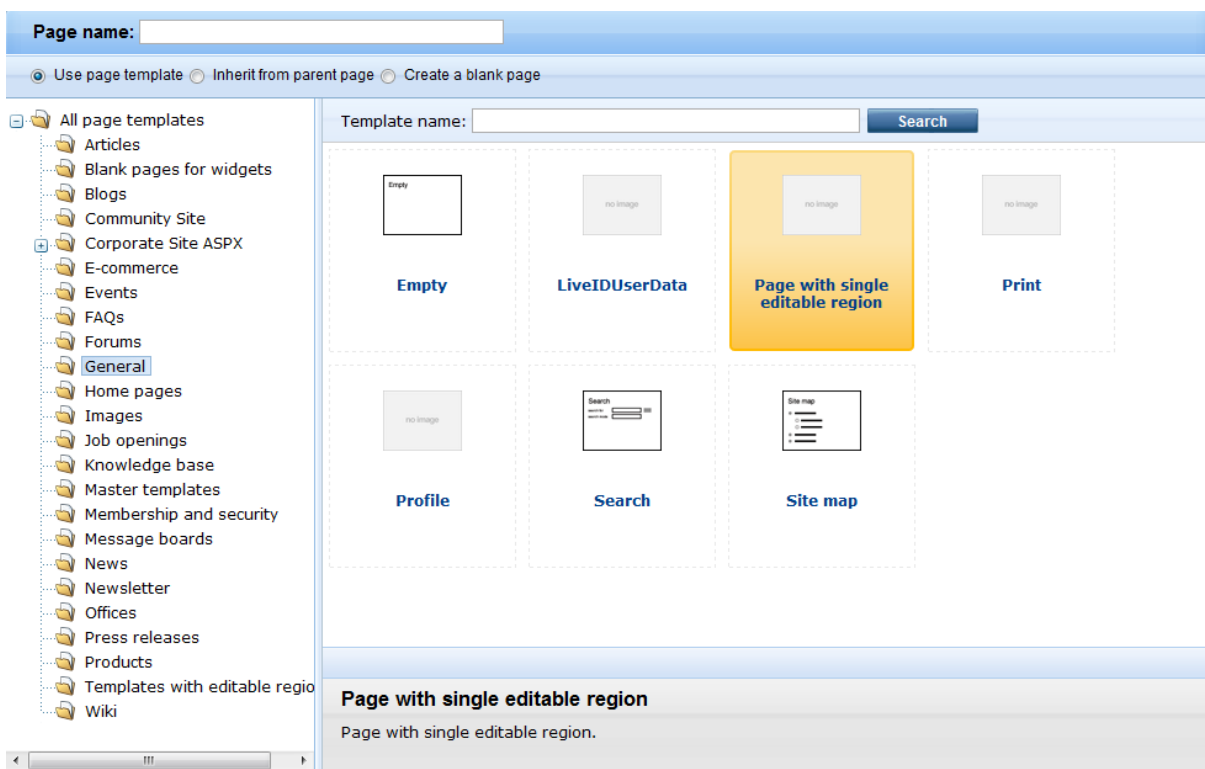 Page name:
Use page template Inherit from parent page Create a blank page
All page templates
Articles
Blank pages for widgets
Blogs
Community Site
Corporate Site ASPX
E-commerce
Events
FAQs
Forums
General
Home pages
Images
Job openings
Knowledge base
Master templates
Membership and security
Message boards
News
Newsletter
Offices
Press releases
Products
Templates with editable regio
Wiki
Template name: Search
Empty
no image
no image
no image
Empty
LiveIDUserData
Page with single
editable region
Print
no image
Search
Site map
Profile
Search
Site map
Page with single editable region
Page with single editable region.